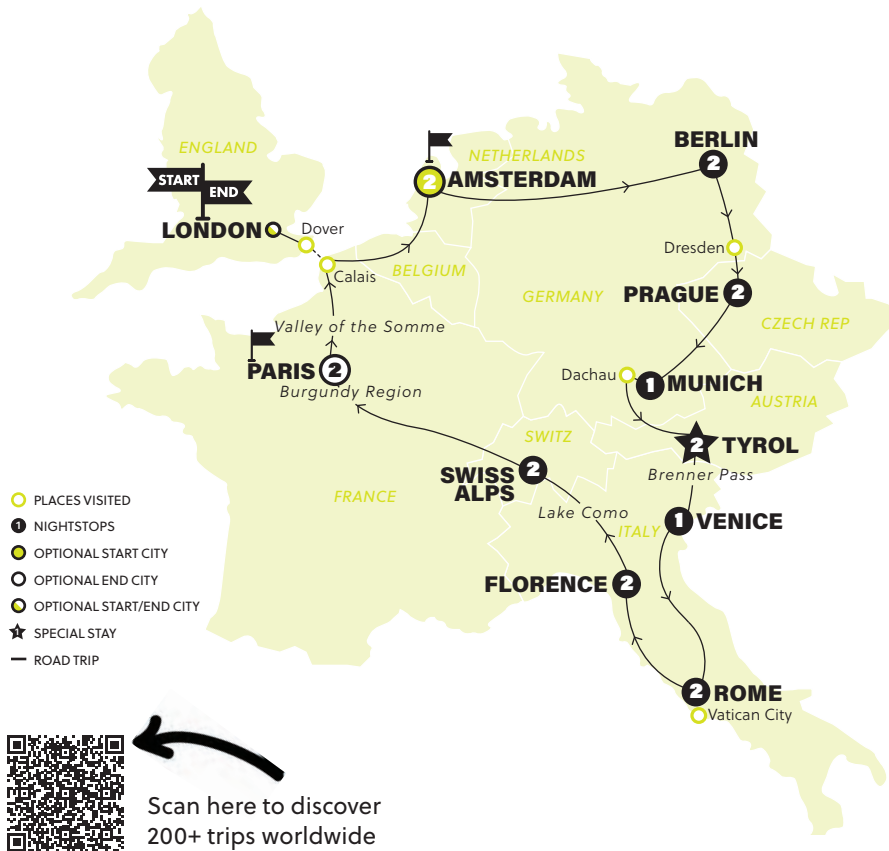 ENGLAND
START
END
LONDON
Dover
Calais
NETHERLANDS
2
AMSTERDAM
BERLIN
2
BELGIUM
Dresden
GERMANY
PRAGUE
2
CZECH REP
Valley of the Somme
PARIS
2
Burgundy Region
Dachau
1
MUNICH
AUSTRIA
SWITZ
2
TYROL
Brenner Pass
SWISS
ALPS
2
FRANCE
Lake Como
ITALY
1
VENICE
FLORENCE
2
2
ROME
Vatican City
PLACES VISITED
1 NIGHTSTOPS
OPTIONAL START CITY
OPTIONAL END CITY
OPTIONAL START/END CITY
1 SPECIAL STAY
ROAD TRIP
Scan here to discover
200+ trips worldwide